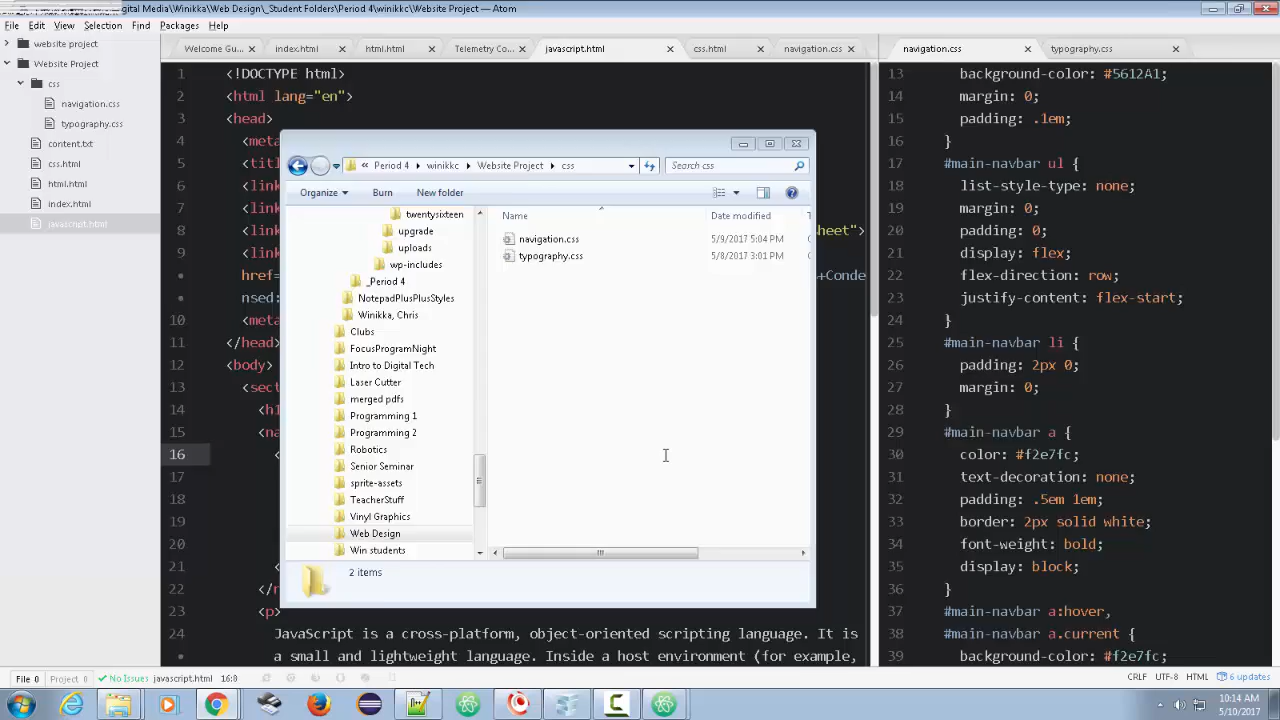 igital Media\Winikka\Web Design\_Student Folders\Period 4\winikkc\Website Project — Atom
File Edit View Selection Find Packages Help
website project
Website Project
css
navigation.css
typography.css
content.txt
css.html
html.html
index.html
javascript.html
Welcome Gu... index.html html.html Telemetry Co... javascript.html css.html navigation.css
1 <!DOCTYPE html>
2 <html lang="en">
3 <head>
4 <meta
5 <titl
6 <link
7 <link
8 <link heet">
9 <link
• href= +Conde
• nsed:
10 <meta
11 </head>
12 <body>
13 <sect
14 <h1
15 <na
16 <
17
18
19
20
21 <
22 </n
23 <p>
24 JavaScript is a cross-platform, object-oriented scripting language. It is
• a small and lightweight language. Inside a host environment (for example,
« Period 4 winikkc Website Project css
Search css
Organize Burn New folder
twentysixteen
upgrade
uploads
wp-includes
_Period 4
NotepadPlusPlusStyles
Winikka, Chris
Clubs
FocusProgramNight
Intro to Digital Tech
Laser Cutter
merged pdfs
Programming 1
Programming 2
Robotics
Senior Seminar
sprite-assets
TeacherStuff
Vinyl Graphics
Web Design
Win students
Name Date modified T
navigation.css 5/9/2017 5:04 PM C
typography.css 5/8/2017 3:01 PM C
2 items
navigation.css typography.css
13 background-color: #5612A1;
14 margin: 0;
15 padding: .1em;
16 }
17 #main-navbar ul {
18 list-style-type: none;
19 margin: 0;
20 padding: 0;
21 display: flex;
22 flex-direction: row;
23 justify-content: flex-start;
24 }
25 #main-navbar li {
26 padding: 2px 0;
27 margin: 0;
28 }
29 #main-navbar a {
30 color: #f2e7fc;
31 text-decoration: none;
32 padding: .5em 1em;
33 border: 2px solid white;
34 font-weight: bold;
35 display: block;
36 }
37 #main-navbar a:hover,
38 #main-navbar a.current {
39 background-color: #f2e7fc;
File 0 Project 0 No Issues javascript.html 16:0 CRLF UTF-8 HTML 6 updates
10:14 AM
5/10/2017